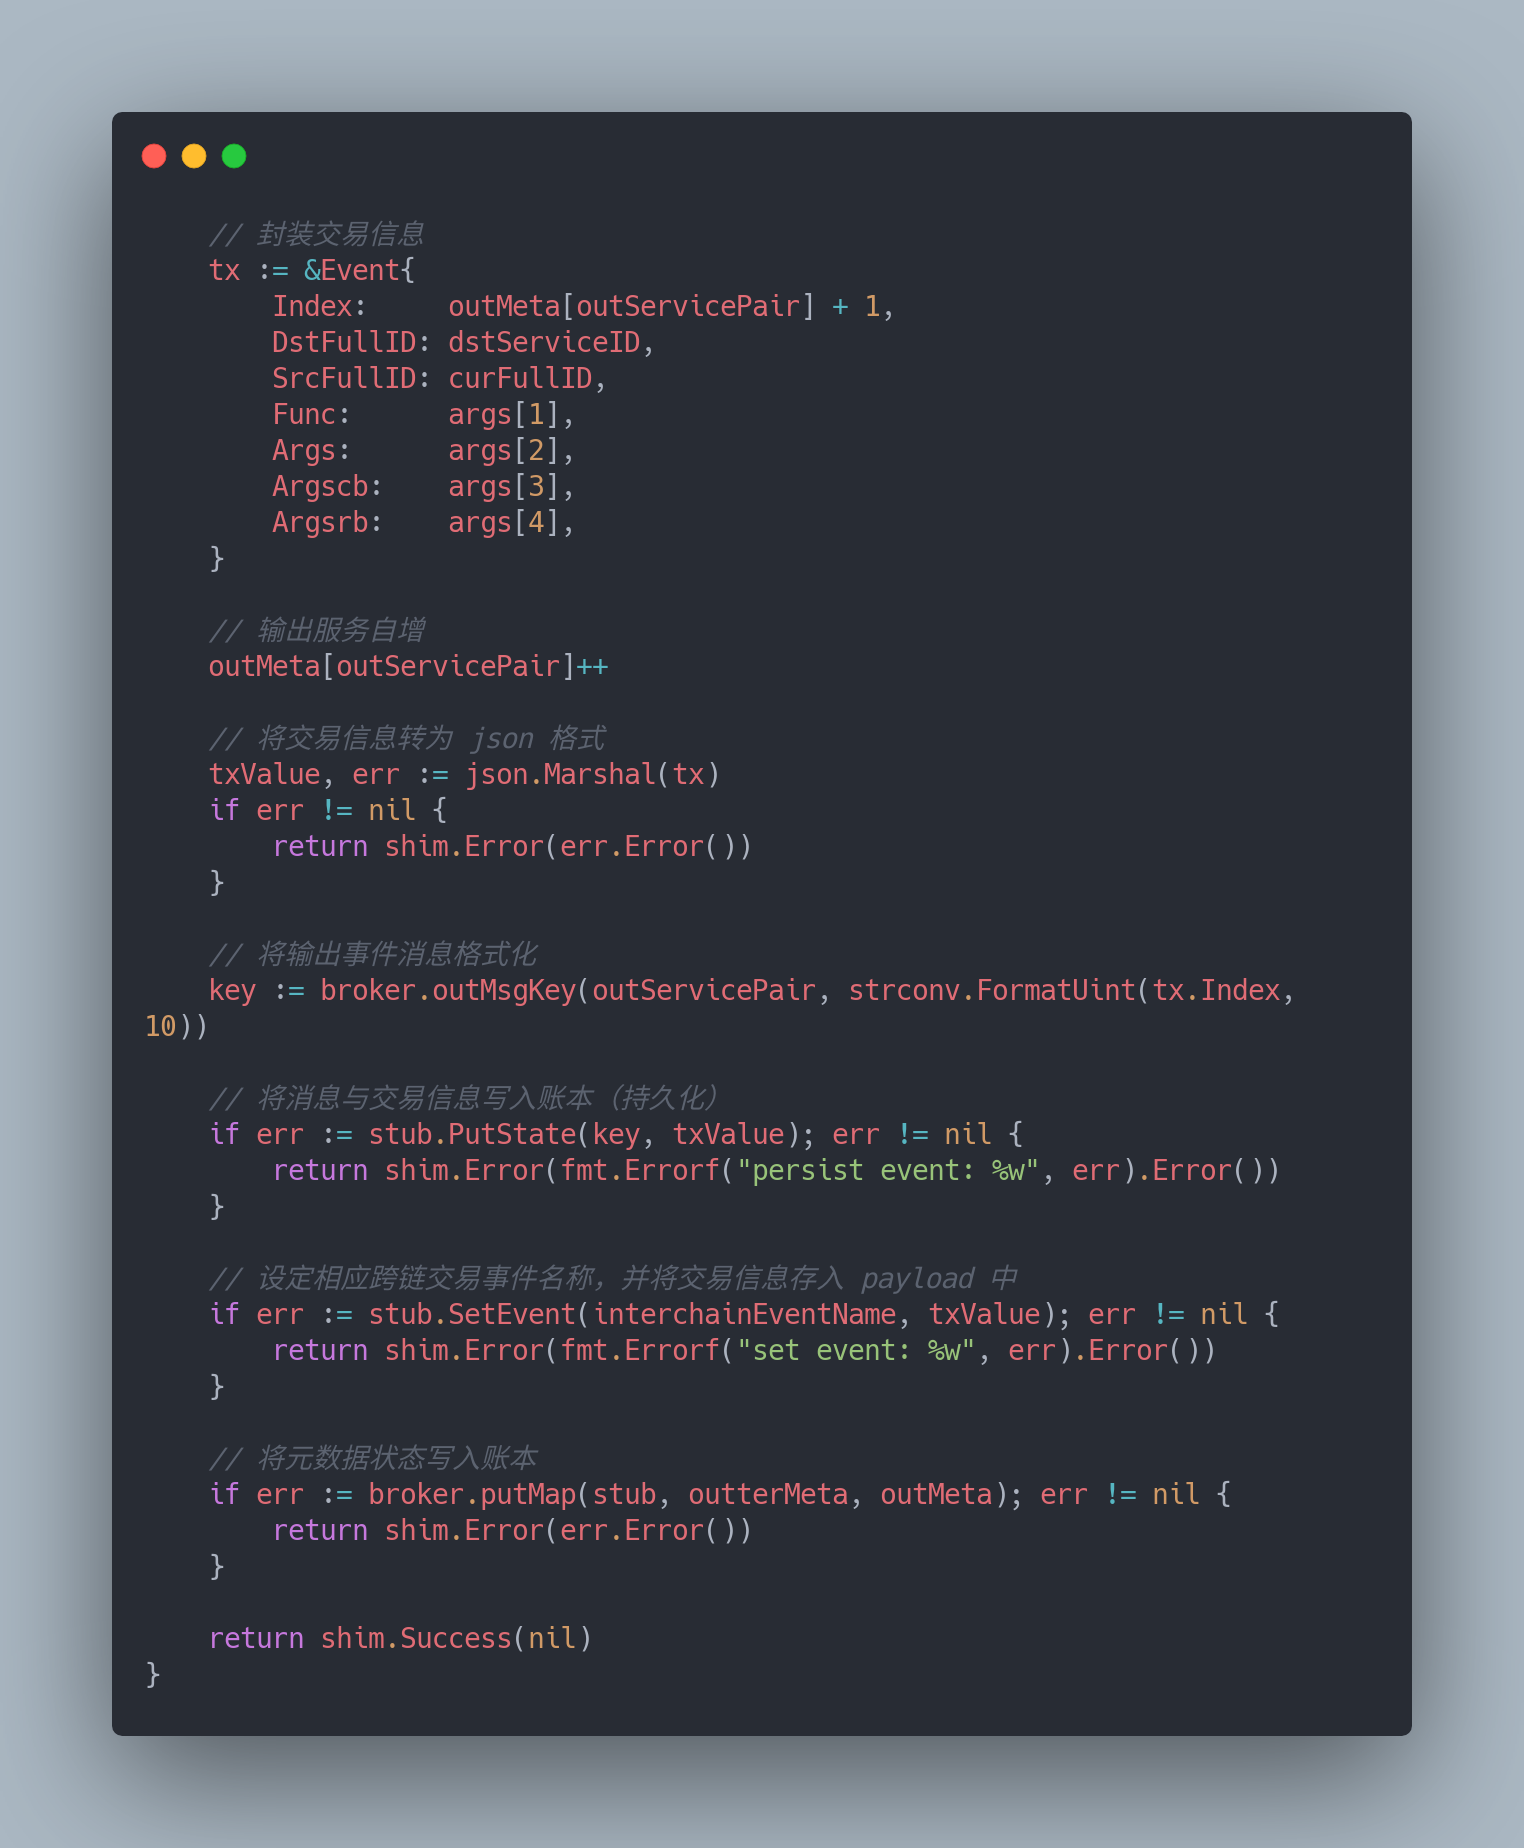 // 封装交易信息
tx := &Event{
    Index:     outMeta[outServicePair] + 1,
    DstFullID: dstServiceID,
    SrcFullID: curFullID,
    Func:      args[1],
    Args:      args[2],
    Argscb:    args[3],
    Argsrb:    args[4],
}
// 输出服务自增
outMeta[outServicePair]++
// 将交易信息转为 json 格式
txValue, err := json.Marshal(tx)
if err != nil {
    return shim.Error(err.Error())
}
// 将输出事件消息格式化
key := broker.outMsgKey(outServicePair, strconv.FormatUint(tx.Index,
10))
// 将消息与交易信息写入账本（持久化）
if err := stub.PutState(key, txValue); err != nil {
    return shim.Error(fmt.Errorf("persist event: %w", err).Error())
}
// 设定相应跨链交易事件名称，并将交易信息存入 payload 中
if err := stub.SetEvent(interchainEventName, txValue); err != nil {
    return shim.Error(fmt.Errorf("set event: %w", err).Error())
}
// 将元数据状态写入账本
if err := broker.putMap(stub, outterMeta, outMeta); err != nil {
    return shim.Error(err.Error())
}
return shim.Success(nil)
}